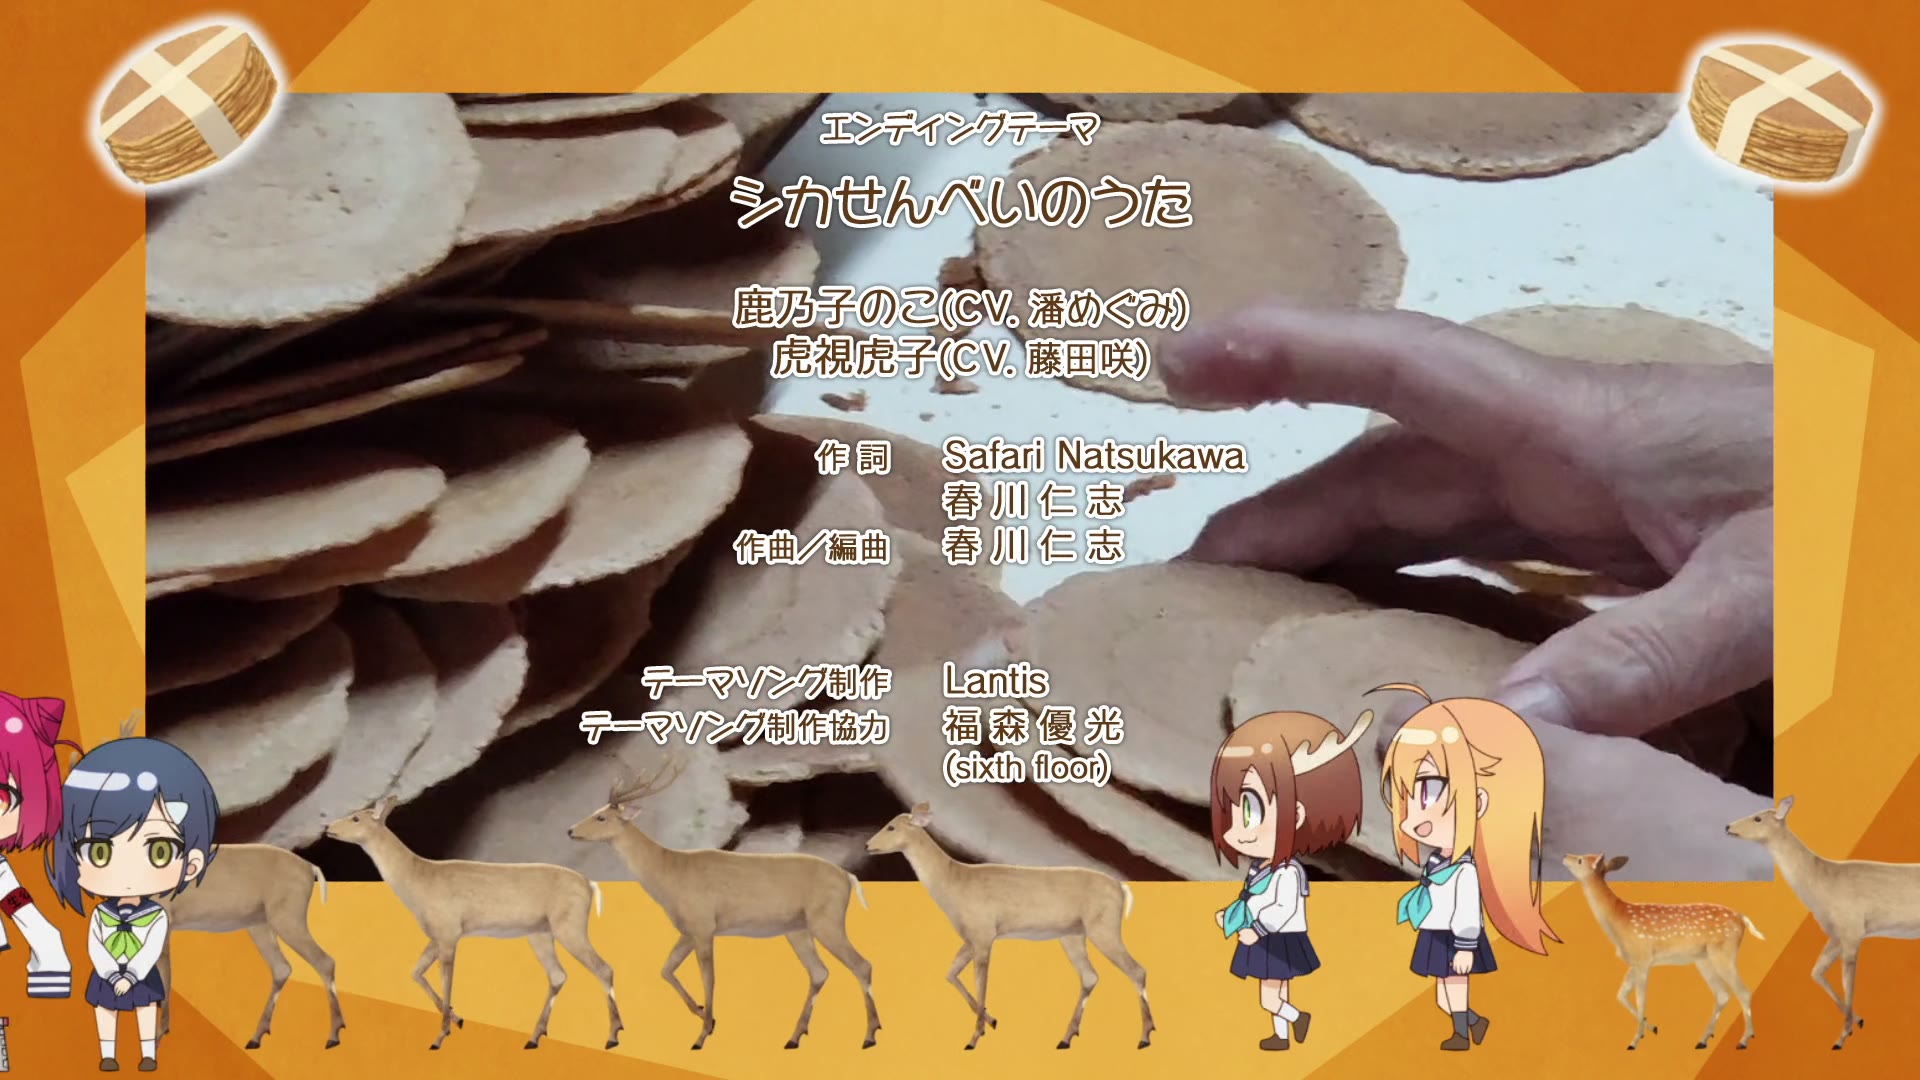 エンディングテーマ
シカせんべいのうた
鹿乃子のこ(CV. 潘めぐみ)
虎視虎子(CV. 藤田咲)
作詞 Safari Natsukawa
春川仁志
作曲／編曲 春川仁志
テーマソング制作 Lantis
テーマソング制作協力 福森優光
(sixth floor)